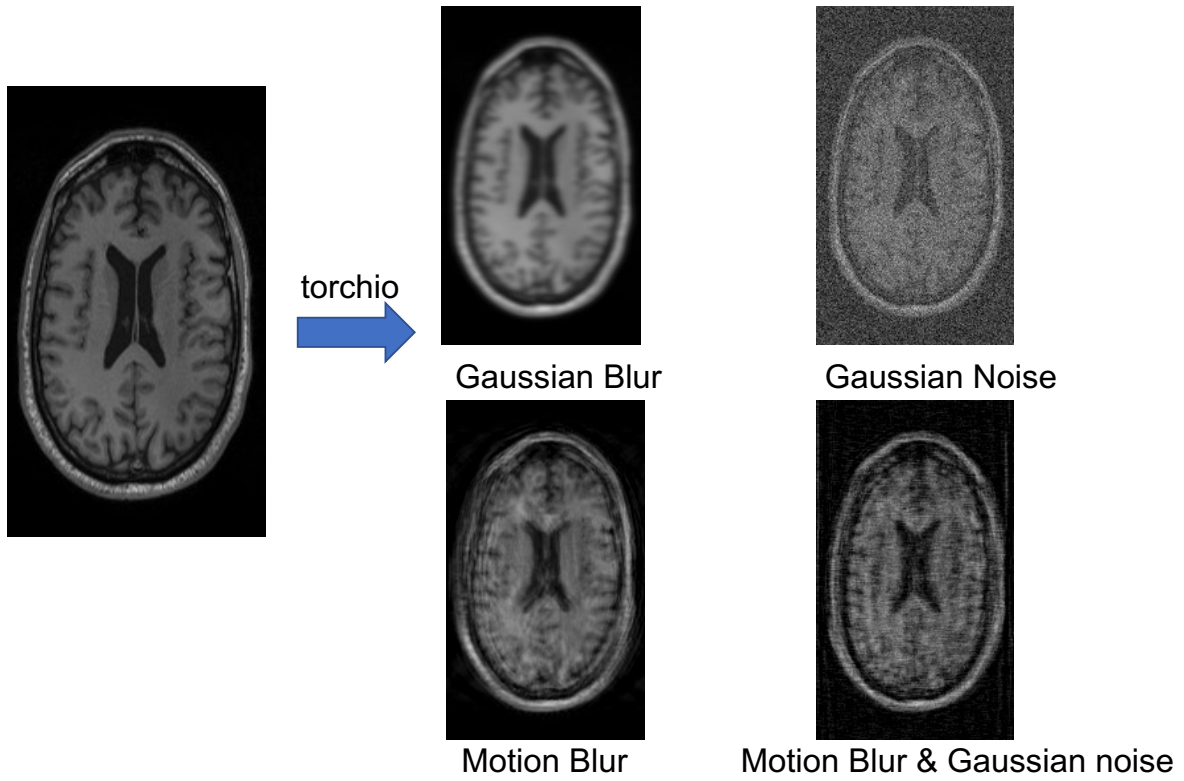 torchio
Gaussian Blur
Gaussian Noise
Motion Blur
Motion Blur & Gaussian noise